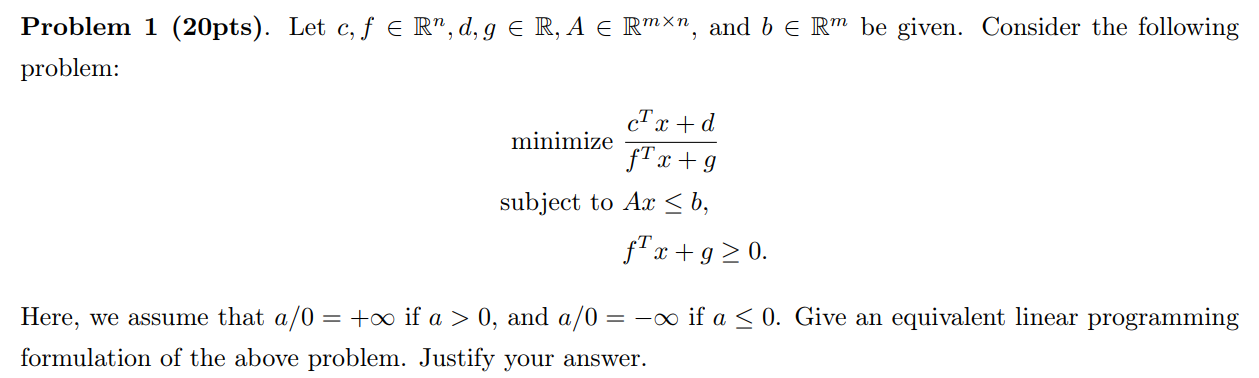 Problem 1 (20pts). Let c, f ∈ ℝⁿ, d, g ∈ ℝ, A ∈ ℝᵐˣⁿ, and b ∈ ℝᵐ be given. Consider the following
problem:
minimize (cᵀx + d)/(fᵀx + g)
subject to Ax ≤ b,
fᵀx + g ≥ 0.
Here, we assume that a/0 = +∞ if a > 0, and a/0 = −∞ if a ≤ 0. Give an equivalent linear programming
formulation of the above problem. Justify your answer.